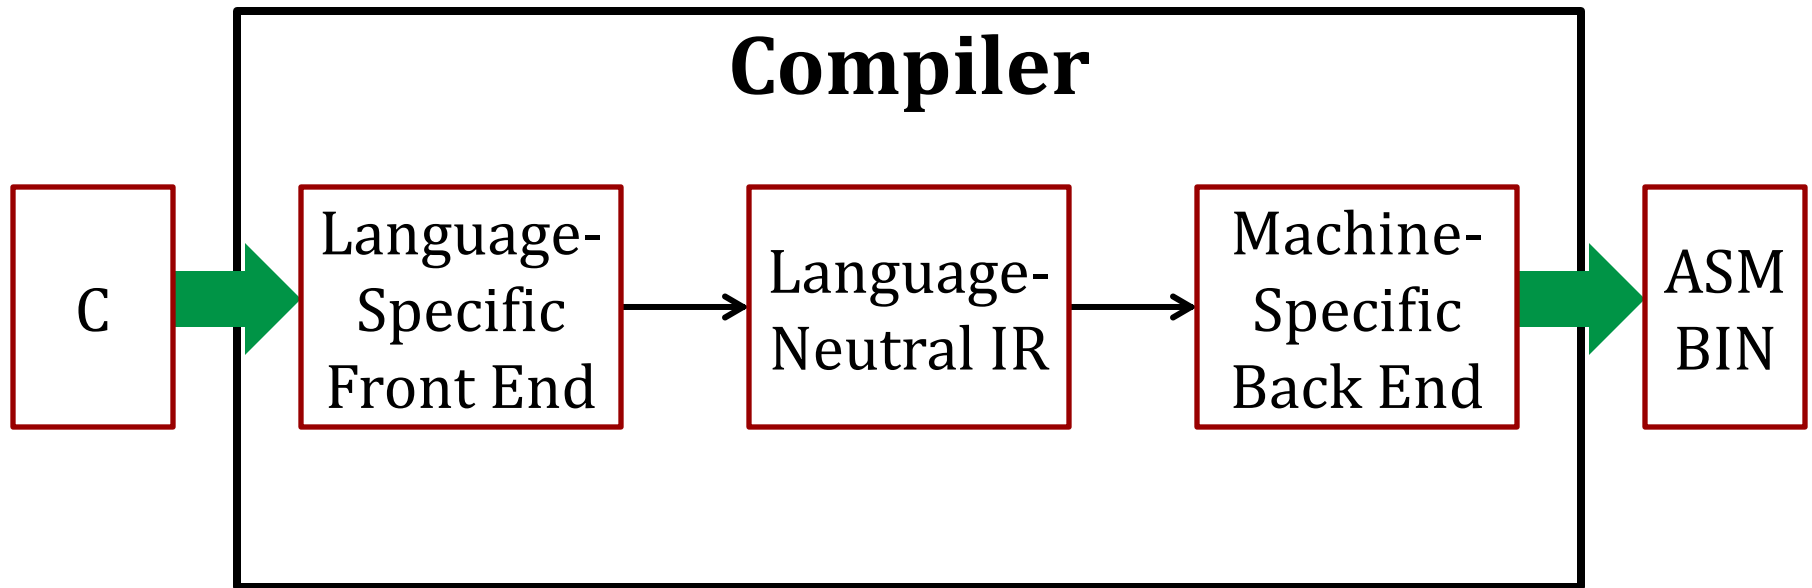 Compiler
C
Language-
Specific
Front End
Language-
Neutral IR
Machine-
Specific
Back End
ASM
BIN